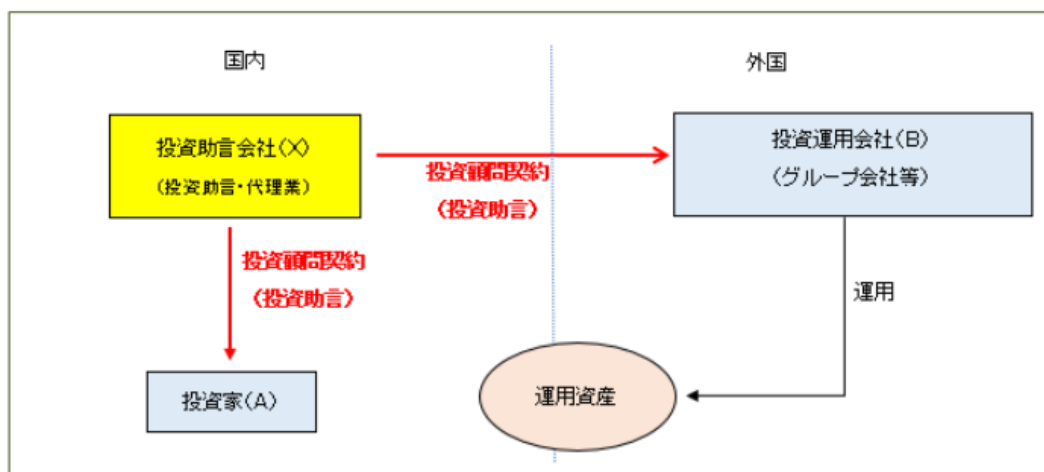 国内
外国
投資助言会社(X)
(投資助言・代理業)
投資顧問契約
(投資助言)
投資運用会社(B)
(グループ会社等)
投資顧問契約
(投資助言)
運用
投資家(A)
運用資産